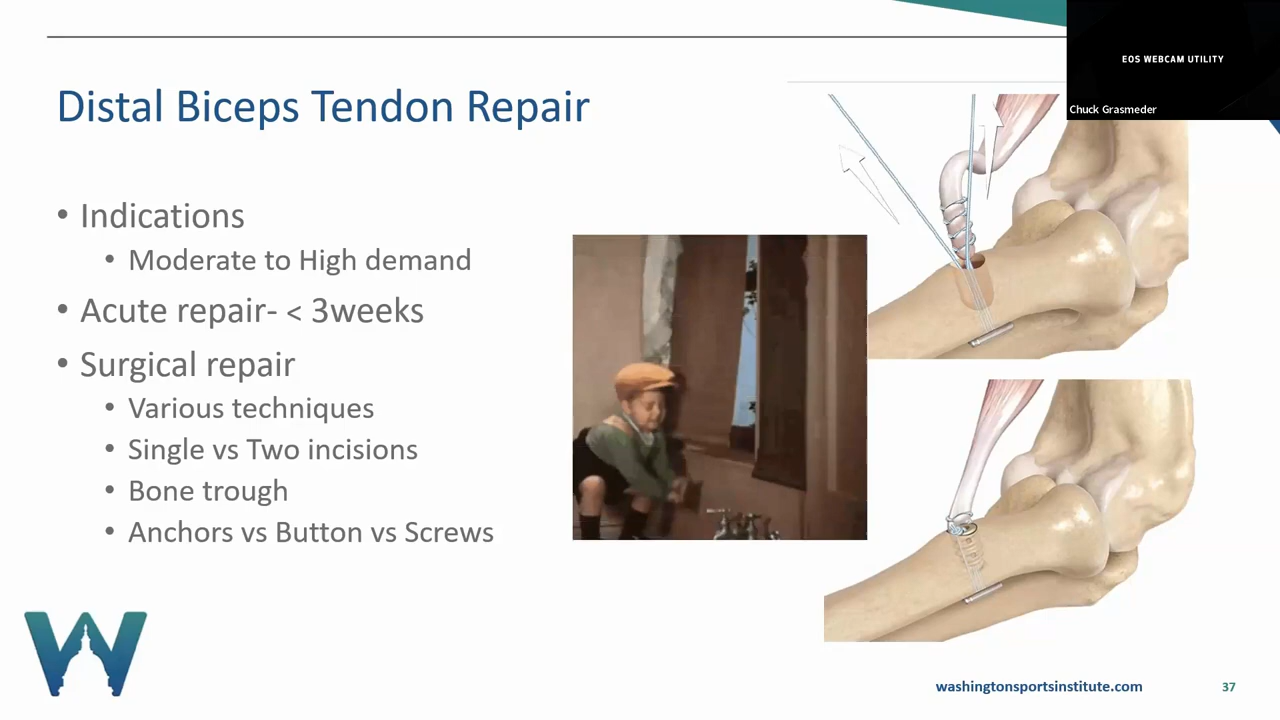 EOS WEBCAM UTILITY
Chuck Grasmeder
Distal Biceps Tendon Repair
• Indications
• Moderate to High demand
• Acute repair- < 3weeks
• Surgical repair
• Various techniques
• Single vs Two incisions
• Bone trough
• Anchors vs Button vs Screws
W
washingtonsportsinstitute.com
37